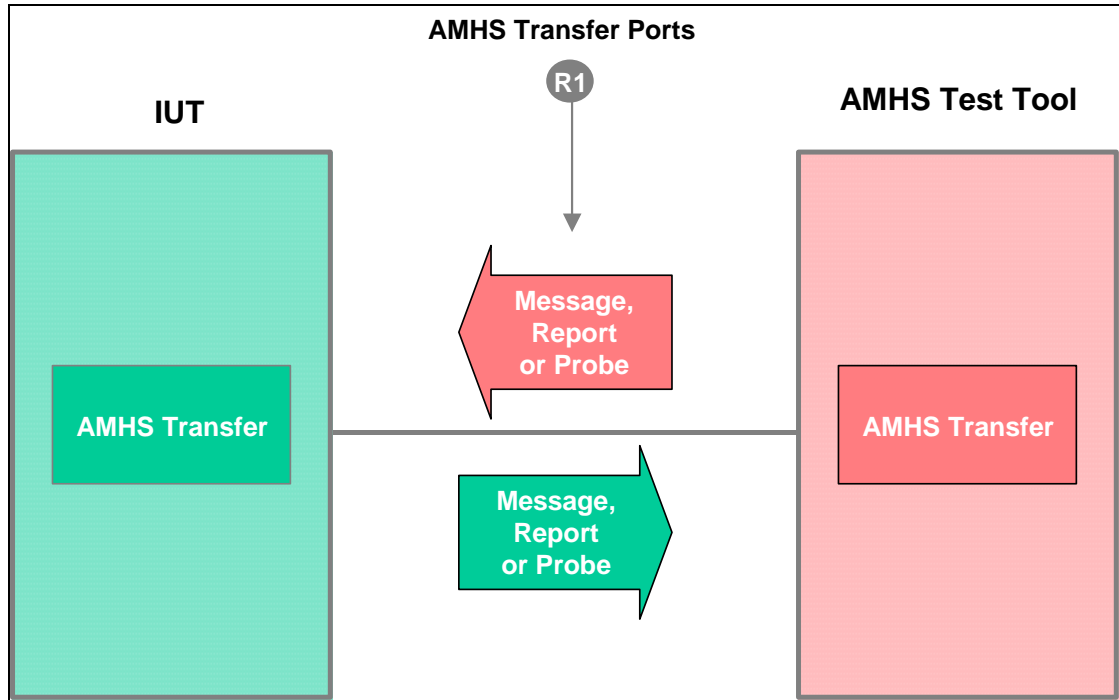 AMHS Transfer Ports
R1
IUT
AMHS Test Tool
Message,
Report
or Probe
AMHS Transfer
AMHS Transfer
Message,
Report
or Probe